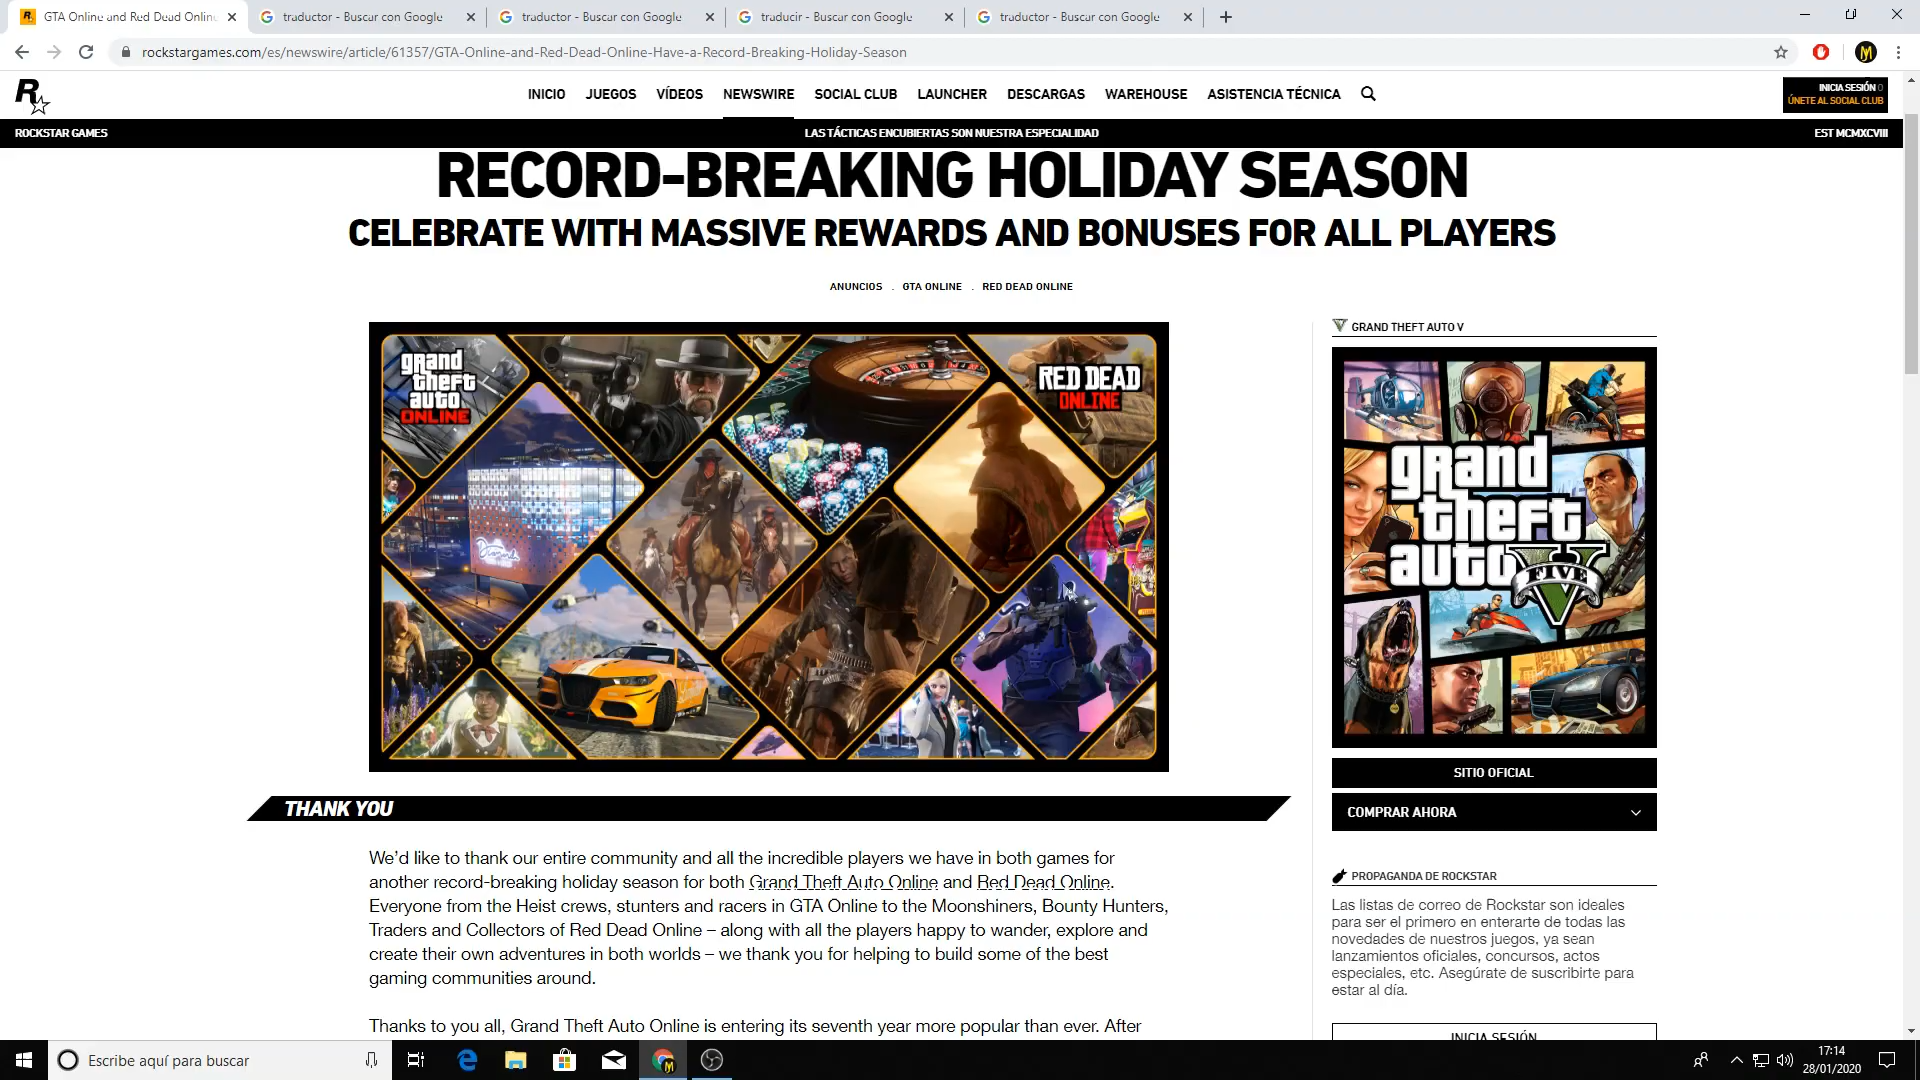 GTA Online and Red Dead Online
traductor - Buscar con Google
traductor - Buscar con Google
traducir - Buscar con Google
traductor - Buscar con Google
rockstargames.com/es/newswire/article/61357/GTA-Online-and-Red-Dead-Online-Have-a-Record-Breaking-Holiday-Season
R
INICIO JUEGOS VÍDEOS NEWSWIRE SOCIAL CLUB LAUNCHER DESCARGAS WAREHOUSE ASISTENCIA TÉCNICA
INICIA SESIÓN
ÚNETE AL SOCIAL CLUB
ROCKSTAR GAMES LAS TÁCTICAS ENCUBIERTAS SON NUESTRA ESPECIALIDAD EST MCMXCVIII
RECORD-BREAKING HOLIDAY SEASON
CELEBRATE WITH MASSIVE REWARDS AND BONUSES FOR ALL PLAYERS
ANUNCIOS . GTA ONLINE . RED DEAD ONLINE
grand
theft
auto
ONLINE
RED DEAD
ONLINE
Diamond
GRAND THEFT AUTO V
grand
theft
auto V
FIVE
SITIO OFICIAL
COMPRAR AHORA
THANK YOU
We'd like to thank our entire community and all the incredible players we have in both games for
another record-breaking holiday season for both Grand Theft Auto Online and Red Dead Online.
Everyone from the Heist crews, stunters and racers in GTA Online to the Moonshiners, Bounty Hunters,
Traders and Collectors of Red Dead Online – along with all the players happy to wander, explore and
create their own adventures in both worlds – we thank you for helping to build some of the best
gaming communities around.
Thanks to you all, Grand Theft Auto Online is entering its seventh year more popular than ever. After
PROPAGANDA DE ROCKSTAR
Las listas de correo de Rockstar son ideales
para ser el primero en enterarte de todas las
novedades de nuestros juegos, ya sean
lanzamientos oficiales, concursos, actos
especiales, etc. Asegúrate de suscribirte para
estar al día.
INICIA SESIÓN
Escribe aquí para buscar
17:14
28/01/2020